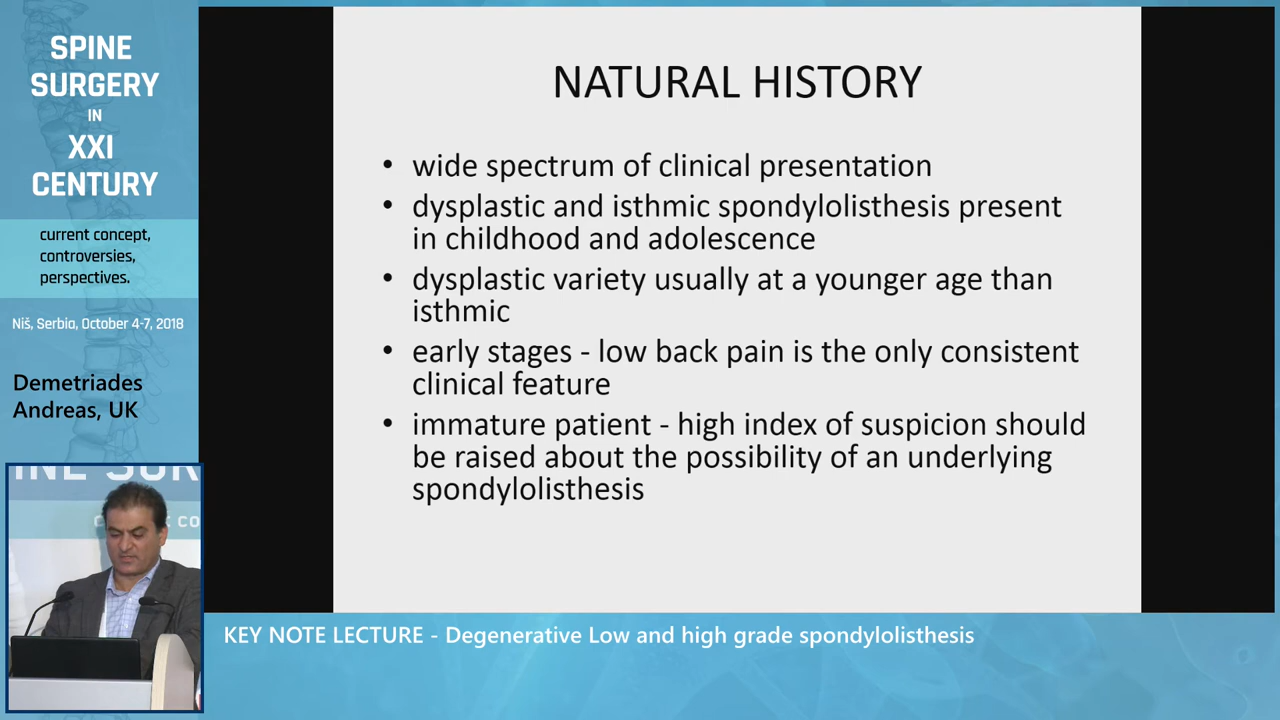 SPINE
SURGERY
IN
XXI
CENTURY
current concept,
controversies,
perspectives.
Niš, Serbia, October 4-7, 2018
Demetriades
Andreas, UK
NATURAL HISTORY
• wide spectrum of clinical presentation
• dysplastic and isthmic spondylolisthesis present
in childhood and adolescence
• dysplastic variety usually at a younger age than
isthmic
• early stages - low back pain is the only consistent
clinical feature
• immature patient - high index of suspicion should
be raised about the possibility of an underlying
spondylolisthesis
KEY NOTE LECTURE - Degenerative Low and high grade spondylolisthesis